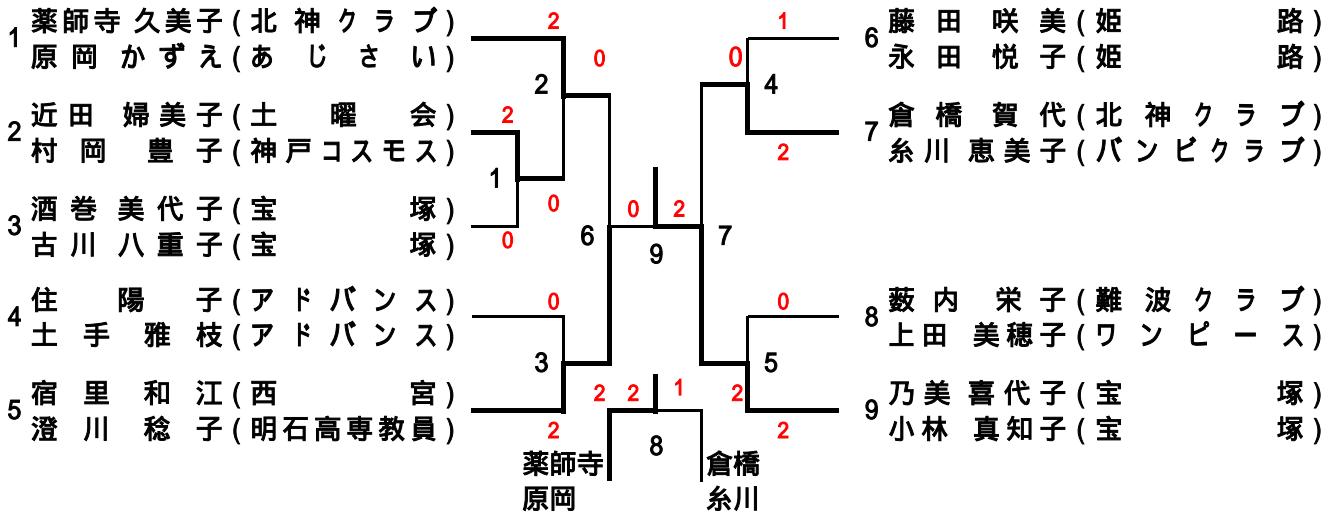 1 薬師寺 久美子 (北神クラブ)
原岡 かずえ (あじさい)
2 近田 婦美子 (土曜会)
村岡 豊子 (神戸コスモス)
3 酒巻 美代子 (宝塚)
古川 八重子 (宝塚)
4 住 陽子 (アドバンス)
土手 雅枝 (アドバンス)
5 宿里 和江 (西宮)
澄川 稔子 (明石高専教員)
2
0
2
2
1
0
0
6
0
3
2
2
0
2
9
2
1
8
薬師寺
原岡
倉橋
糸川
1
0
4
2
7
0
5
2
2
6 藤田 咲美 (姫路)
永田 悦子 (姫路)
7 倉橋 賀代 (北神クラブ)
糸川 恵美子 (バンビクラブ)
8 薮内 栄子 (難波クラブ)
上田 美穂子 (ワンピース)
9 乃美 喜代子 (宝塚)
小林 真知子 (宝塚)